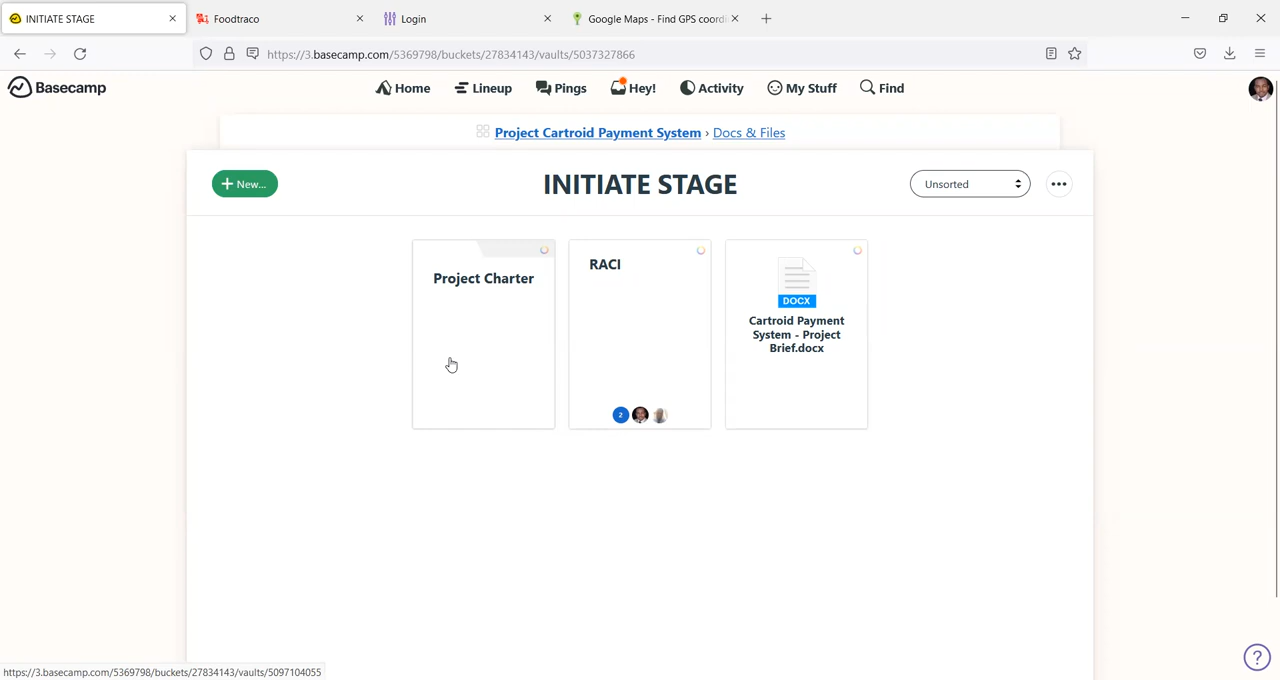 INITIATE STAGE
Foodtraco
Login
Google Maps - Find GPS coordi
https://3.basecamp.com/5369798/buckets/27834143/vaults/5037327866
Basecamp
Home
Lineup
Pings
Hey!
Activity
My Stuff
Find
Project Cartroid Payment System › Docs & Files
+ New...
INITIATE STAGE
Unsorted
Project Charter
RACI
2
DOCX
Cartroid Payment
System - Project
Brief.docx
?
https://3.basecamp.com/5369798/buckets/27834143/vaults/5097104055